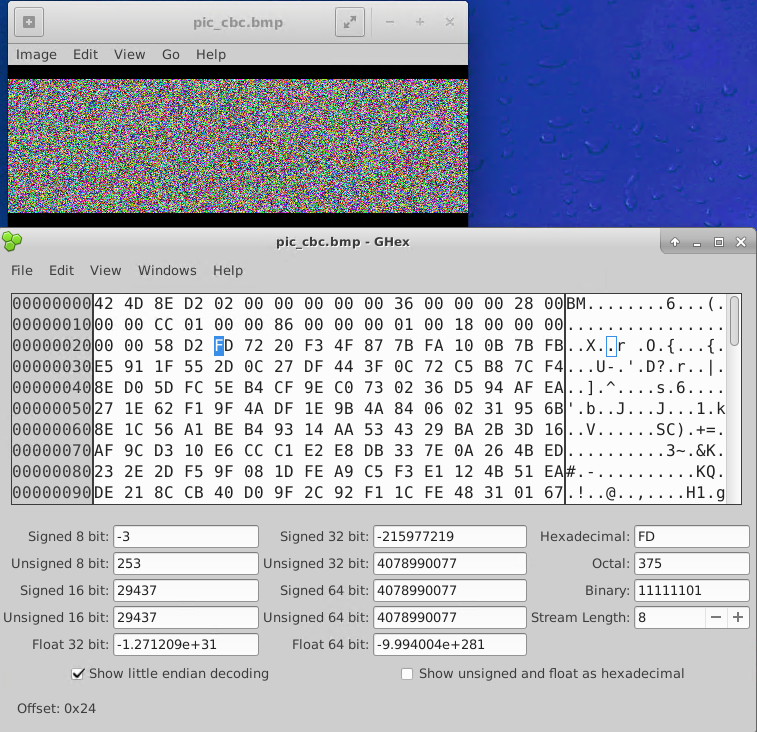 pic_cbc.bmp
Image Edit View Go Help
pic_cbc.bmp - GHex
File Edit View Windows Help
00000000 42 4D 8E D2 02 00 00 00 00 00 36 00 00 00 28 00 BM........6...(.
00000010 00 00 CC 01 00 00 86 00 00 00 01 00 18 00 00 00 ................
00000020 00 00 58 D2 FD 72 20 F3 4F 87 7B FA 10 0B 7B FB ..X..r .O.{...{.
00000030 E5 91 1F 55 2D 0C 27 DF 44 3F 0C 72 C5 B8 7C F4 ...U-.'.D?.r..|.
00000040 8E D0 5D FC 5E B4 CF 9E C0 73 02 36 D5 94 AF EA ..].^....s.6....
00000050 27 1E 62 F1 9F 4A DF 1E 9B 4A 84 06 02 31 95 6B '.b..J...J...1.k
00000060 8E 1C 56 A1 BE B4 93 14 AA 53 43 29 BA 2B 3D 16 ..V......SC).+=.
00000070 AF 9C D3 10 E6 CC C1 E2 E8 DB 33 7E 0A 26 4B ED ..........3~.&K.
00000080 23 2E 2D F5 9F 08 1D FE A9 C5 F3 E1 12 4B 51 EA #.-..........KQ.
00000090 DE 21 8C CB 40 D0 9F 2C 92 F1 1C FE 48 31 01 67 .!..@..,....H1.g
Signed 8 bit: -3 Signed 32 bit: -215977219 Hexadecimal: FD
Unsigned 8 bit: 253 Unsigned 32 bit: 4078990077 Octal: 375
Signed 16 bit: 29437 Signed 64 bit: 4078990077 Binary: 11111101
Unsigned 16 bit: 29437 Unsigned 64 bit: 4078990077 Stream Length: 8
Float 32 bit: -1.271209e+31 Float 64 bit: -9.994004e+281
Show little endian decoding Show unsigned and float as hexadecimal
Offset: 0x24